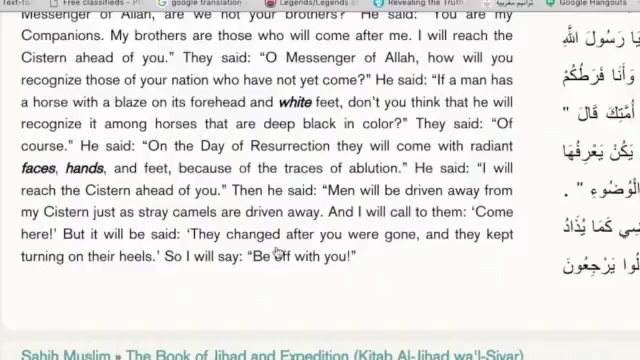 Free classifieds - P
google translation
Legends/Legends g
Revealing the Truth
Google Hangouts
Messenger of Allah, are we not your brothers?” He said: “You are my
Companions. My brothers are those who will come after me. I will reach the
Cistern ahead of you.” They said: “O Messenger of Allah, how will you
recognize those of your nation who have not yet come?” He said: “If a man has
a horse with a blaze on its forehead and white feet, don’t you think that he will
recognize it among horses that are deep black in color?” They said: “Of
course.” He said: “On the Day of Resurrection they will come with radiant
faces, hands, and feet, because of the traces of ablution.” He said: “I will
reach the Cistern ahead of you.” Then he said: “Men will be driven away from
my Cistern just as stray camels are driven away. And I will call to them: ‘Come
here!’ But it will be said: ‘They changed after you were gone, and they kept
turning on their heels.’ So I will say: “Be off with you!”
يَا رَسُولَ اللَّهِ
وَأَنَا فَرَطُكُمْ
أُمَّتِكَ قَالَ "
يَكُنْ يَعْرِفُهَا
الْوُضُوءِ " .
كَمَا يُذَادُ
يَرْجِعُونَ
Sahih Muslim » The Book of Jihad and Expedition (Kitab Al-Jihad wa'l-Siyar)